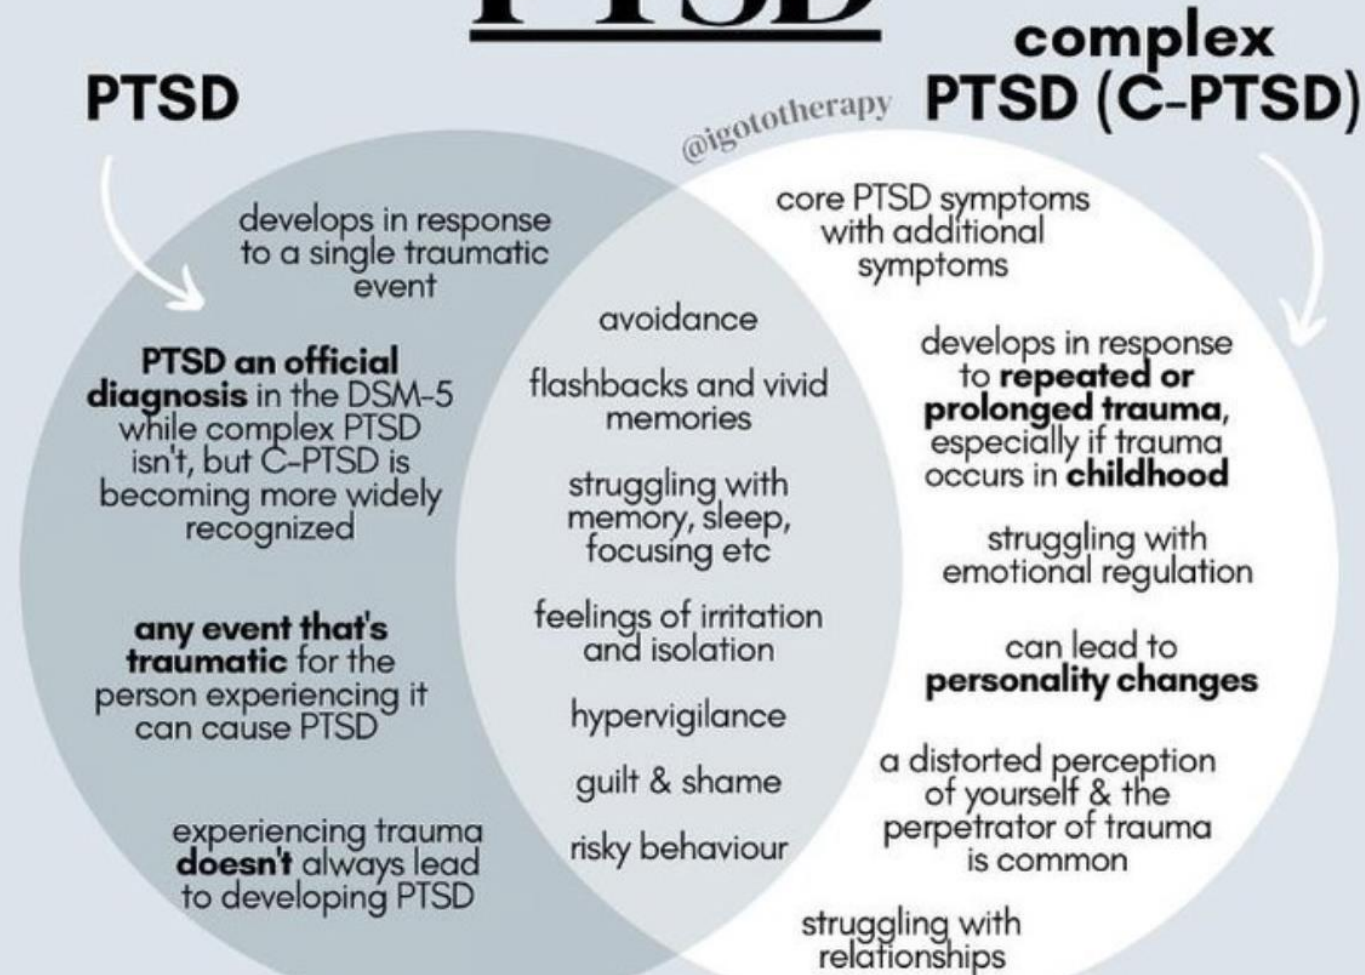 PTSD
complex
PTSD (C-PTSD)
PTSD
@igototherapy
develops in response
to a single traumatic
event
PTSD an official
diagnosis in the DSM-5
while complex PTSD
isn't, but C-PTSD is
becoming more widely
recognized
any event that's
traumatic for the
person experiencing it
can cause PTSD
experiencing trauma
doesn't always lead
to developing PTSD
avoidance
flashbacks and vivid
memories
struggling with
memory, sleep,
focusing etc
feelings of irritation
and isolation
hypervigilance
guilt & shame
risky behaviour
core PTSD symptoms
with additional
symptoms
develops in response
to repeated or
prolonged trauma,
especially if trauma
occurs in childhood
struggling with
emotional regulation
can lead to
personality changes
a distorted perception
of yourself & the
perpetrator of trauma
is common
struggling with
relationships